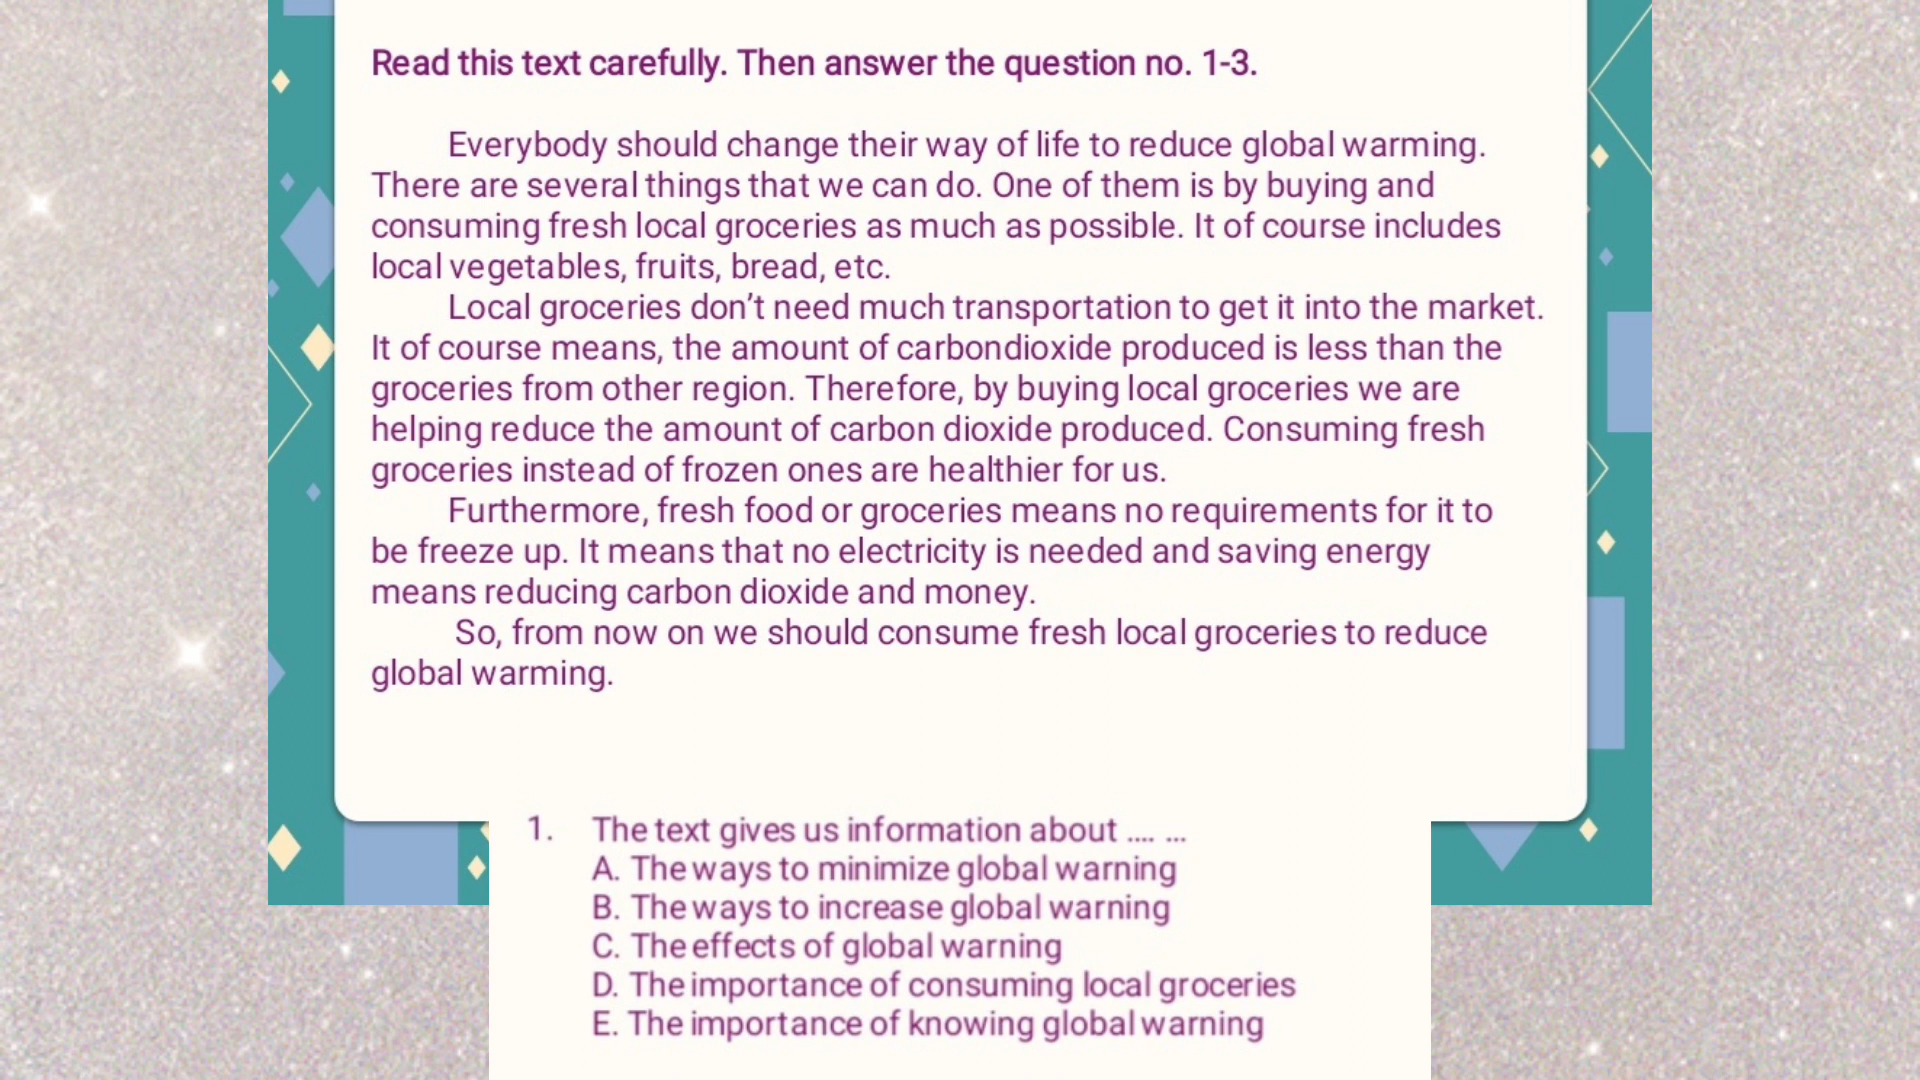 Read this text carefully. Then answer the question no. 1-3.
Everybody should change their way of life to reduce global warming.
There are several things that we can do. One of them is by buying and
consuming fresh local groceries as much as possible. It of course includes
local vegetables, fruits, bread, etc.
Local groceries don’t need much transportation to get it into the market.
It of course means, the amount of carbondioxide produced is less than the
groceries from other region. Therefore, by buying local groceries we are
helping reduce the amount of carbon dioxide produced. Consuming fresh
groceries instead of frozen ones are healthier for us.
Furthermore, fresh food or groceries means no requirements for it to
be freeze up. It means that no electricity is needed and saving energy
means reducing carbon dioxide and money.
So, from now on we should consume fresh local groceries to reduce
global warming.
1. The text gives us information about .... ...
A. The ways to minimize global warning
B. The ways to increase global warning
C. The effects of global warning
D. The importance of consuming local groceries
E. The importance of knowing global warning